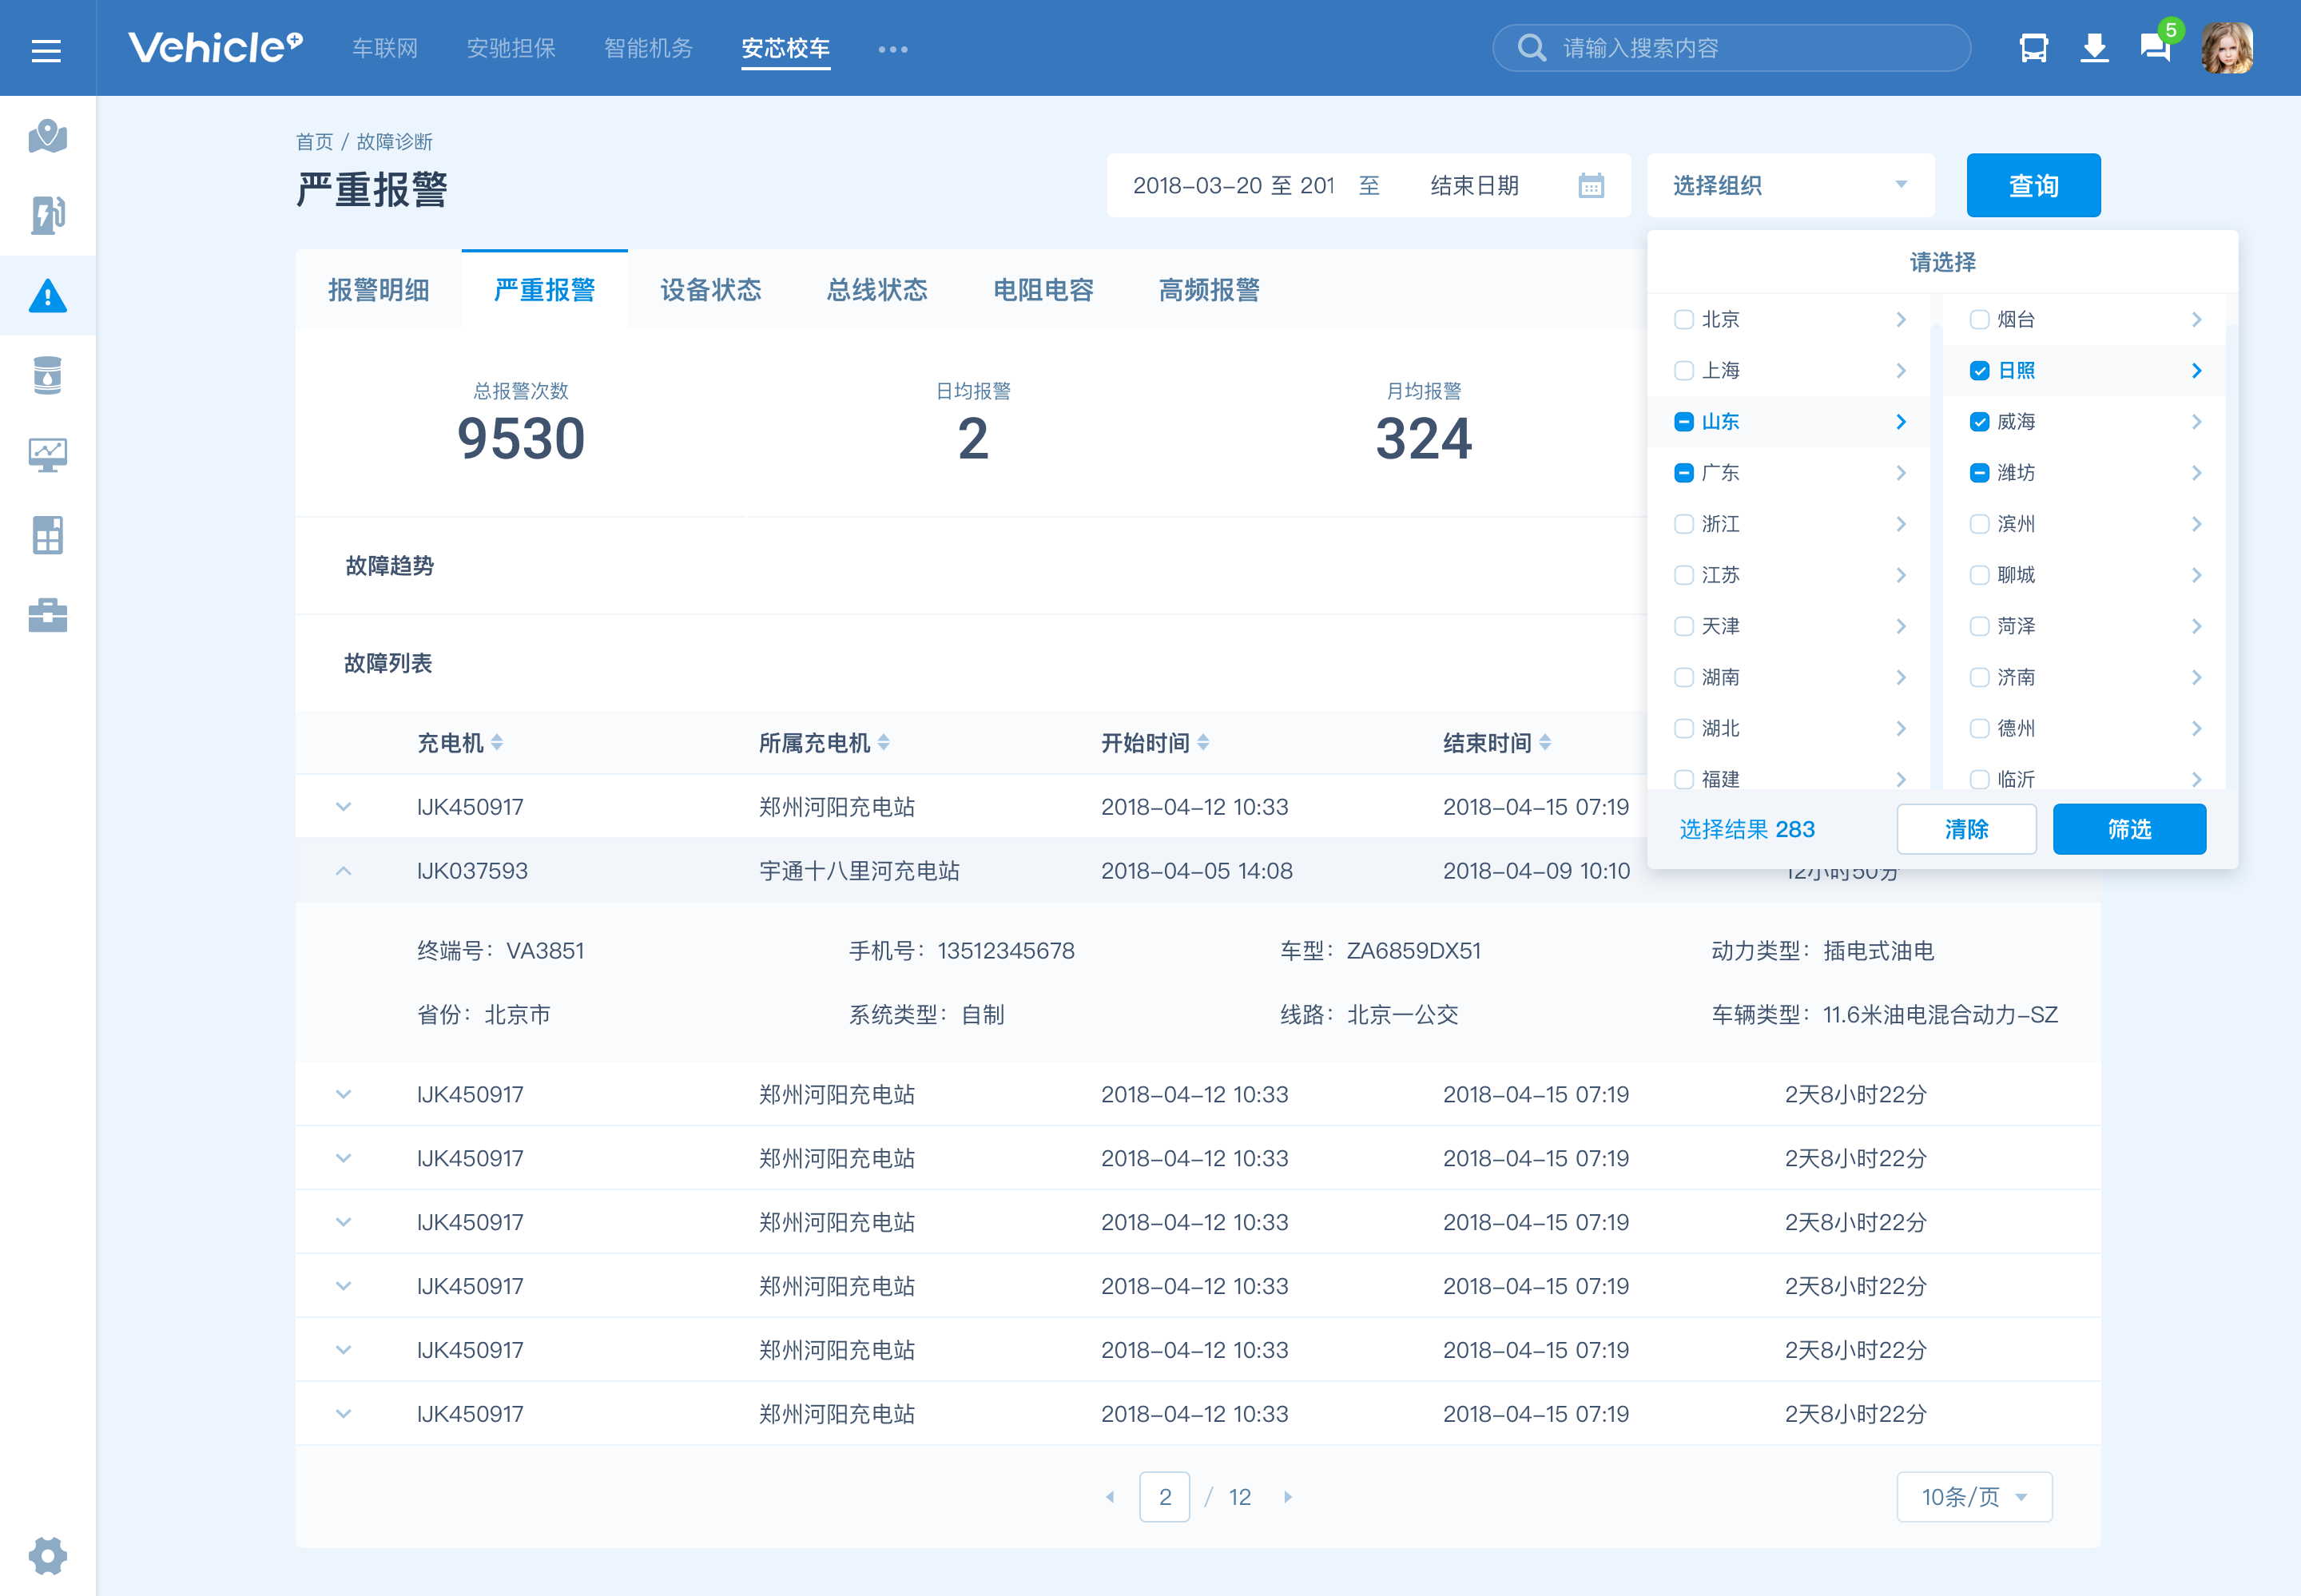 Vehicle+ 车联网 安驰担保 智能机务 安芯校车 ••• 请输入搜索内容 5
首页 / 故障诊断
严重报警
2018-03-20 至 201 至 结束日期 选择组织 查询
报警明细 严重报警 设备状态 总线状态 电阻电容 高频报警
总报警次数 日均报警 月均报警
9530 2 324
故障趋势
故障列表
请选择
北京 烟台
上海 日照
山东 威海
广东 潍坊
浙江 滨州
江苏 聊城
天津 菏泽
湖南 济南
湖北 德州
福建 临沂
选择结果 283 清除 筛选
充电机 所属充电机 开始时间 结束时间
IJK450917 郑州河阳充电站 2018-04-12 10:33 2018-04-15 07:19
IJK037593 宇通十八里河充电站 2018-04-05 14:08 2018-04-09 10:10 12小时50分
终端号：VA3851 手机号：13512345678 车型：ZA6859DX51 动力类型：插电式油电
省份：北京市 系统类型：自制 线路：北京一公交 车辆类型：11.6米油电混合动力-SZ
IJK450917 郑州河阳充电站 2018-04-12 10:33 2018-04-15 07:19 2天8小时22分
IJK450917 郑州河阳充电站 2018-04-12 10:33 2018-04-15 07:19 2天8小时22分
IJK450917 郑州河阳充电站 2018-04-12 10:33 2018-04-15 07:19 2天8小时22分
IJK450917 郑州河阳充电站 2018-04-12 10:33 2018-04-15 07:19 2天8小时22分
IJK450917 郑州河阳充电站 2018-04-12 10:33 2018-04-15 07:19 2天8小时22分
IJK450917 郑州河阳充电站 2018-04-12 10:33 2018-04-15 07:19 2天8小时22分
2 / 12 10条/页